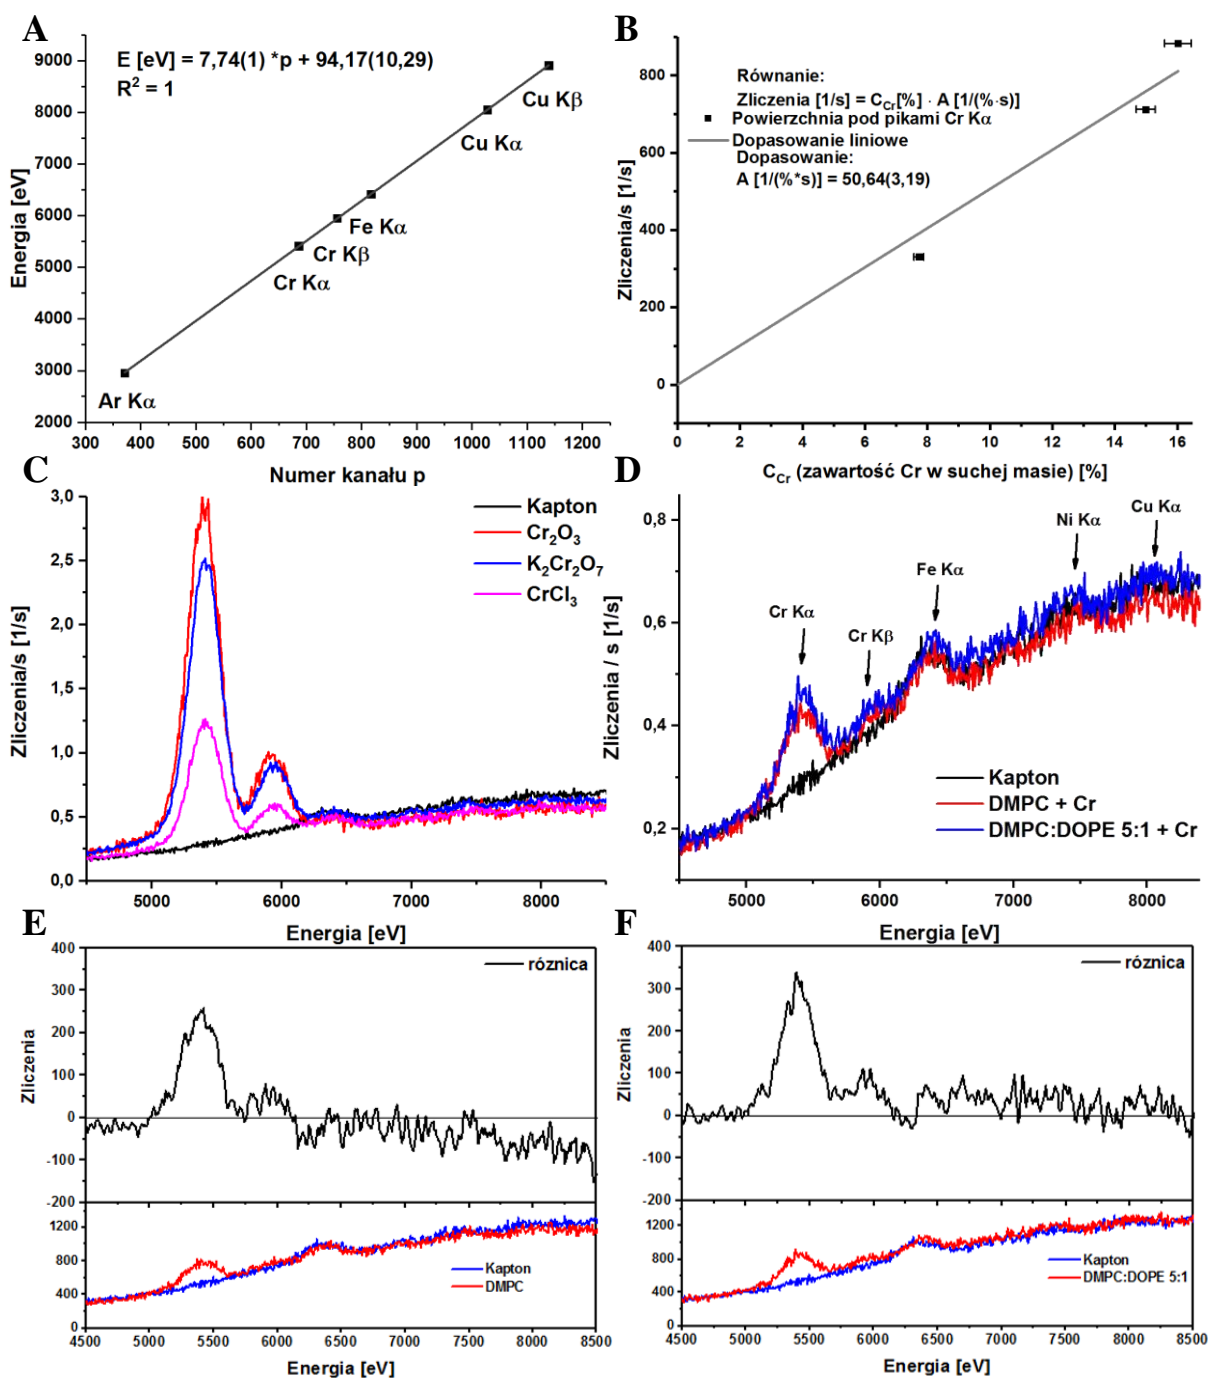 A
E [eV] = 7,74(1) *p + 94,17(10,29)
R² = 1
9000
8000
7000
6000
5000
4000
3000
2000
Energia [eV]
Cu Kβ
Cu Kα
Fe Kα
Cr Kβ
Cr Kα
Ar Kα
300 400 500 600 700 800 900 1000 1100 1200
Numer kanału p
B
Równanie:
Zliczenia [1/s] = C_Cr[%] · A [1/(%·s)]
Powierzchnia pod pikami Cr Kα
Dopasowanie liniowe
Dopasowanie:
A [1/(%*s)] = 50,64(3,19)
800
600
400
200
0
Zliczenia/s [1/s]
0 2 4 6 8 10 12 14 16
C_Cr (zawartość Cr w suchej masie) [%]
C
3,0
2,5
2,0
1,5
1,0
0,5
0,0
Zliczenia/s [1/s]
Kapton
Cr₂O₃
K₂Cr₂O₇
CrCl₃
5000 6000 7000 8000
Energia [eV]
D
0,8
0,6
0,4
0,2
Zliczenia / s [1/s]
Cr Kα
Cr Kβ
Fe Kα
Ni Kα
Cu Kα
Kapton
DMPC + Cr
DMPC:DOPE 5:1 + Cr
5000 6000 7000 8000
Energia [eV]
E
400
300
200
100
0
-100
-200
Zliczenia
róznica
1200
800
400
0
Kapton
DMPC
4500 5000 5500 6000 6500 7000 7500 8000 8500
Energia [eV]
F
400
300
200
100
0
-100
-200
Zliczenia
róznica
1200
800
400
0
Kapton
DMPC:DOPE 5:1
4500 5000 5500 6000 6500 7000 7500 8000 8500
Energia [eV]